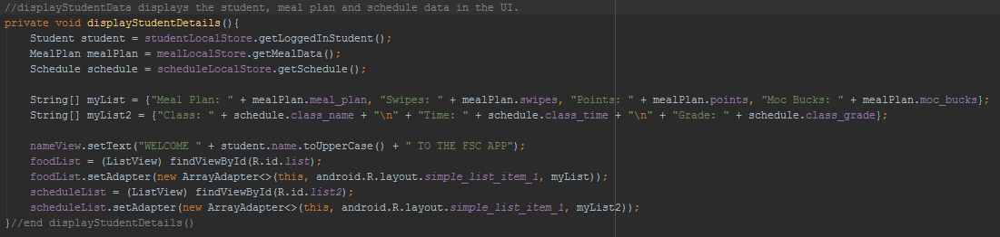 //displayStudentData displays the student, meal plan and schedule data in the UI.
private void displayStudentDetails(){
    Student student = studentLocalStore.getLoggedInStudent();
    MealPlan mealPlan = mealLocalStore.getMealData();
    Schedule schedule = scheduleLocalStore.getSchedule();

    String[] myList = {"Meal Plan: " + mealPlan.meal_plan, "Swipes: " + mealPlan.swipes, "Points: " + mealPlan.points, "Moc Bucks: " + mealPlan.moc_bucks};
    String[] myList2 = {"Class: " + schedule.class_name + "\n" + "Time: " + schedule.class_time + "\n" + "Grade: " + schedule.class_grade};

    nameView.setText("WELCOME " + student.name.toUpperCase() + " TO THE FSC APP");
    foodList = (ListView) findViewById(R.id.list);
    foodList.setAdapter(new ArrayAdapter<>(this, android.R.layout.simple_list_item_1, myList));
    scheduleList = (ListView) findViewById(R.id.list2);
    scheduleList.setAdapter(new ArrayAdapter<>(this, android.R.layout.simple_list_item_1, myList2));
}//end displayStudentDetails()